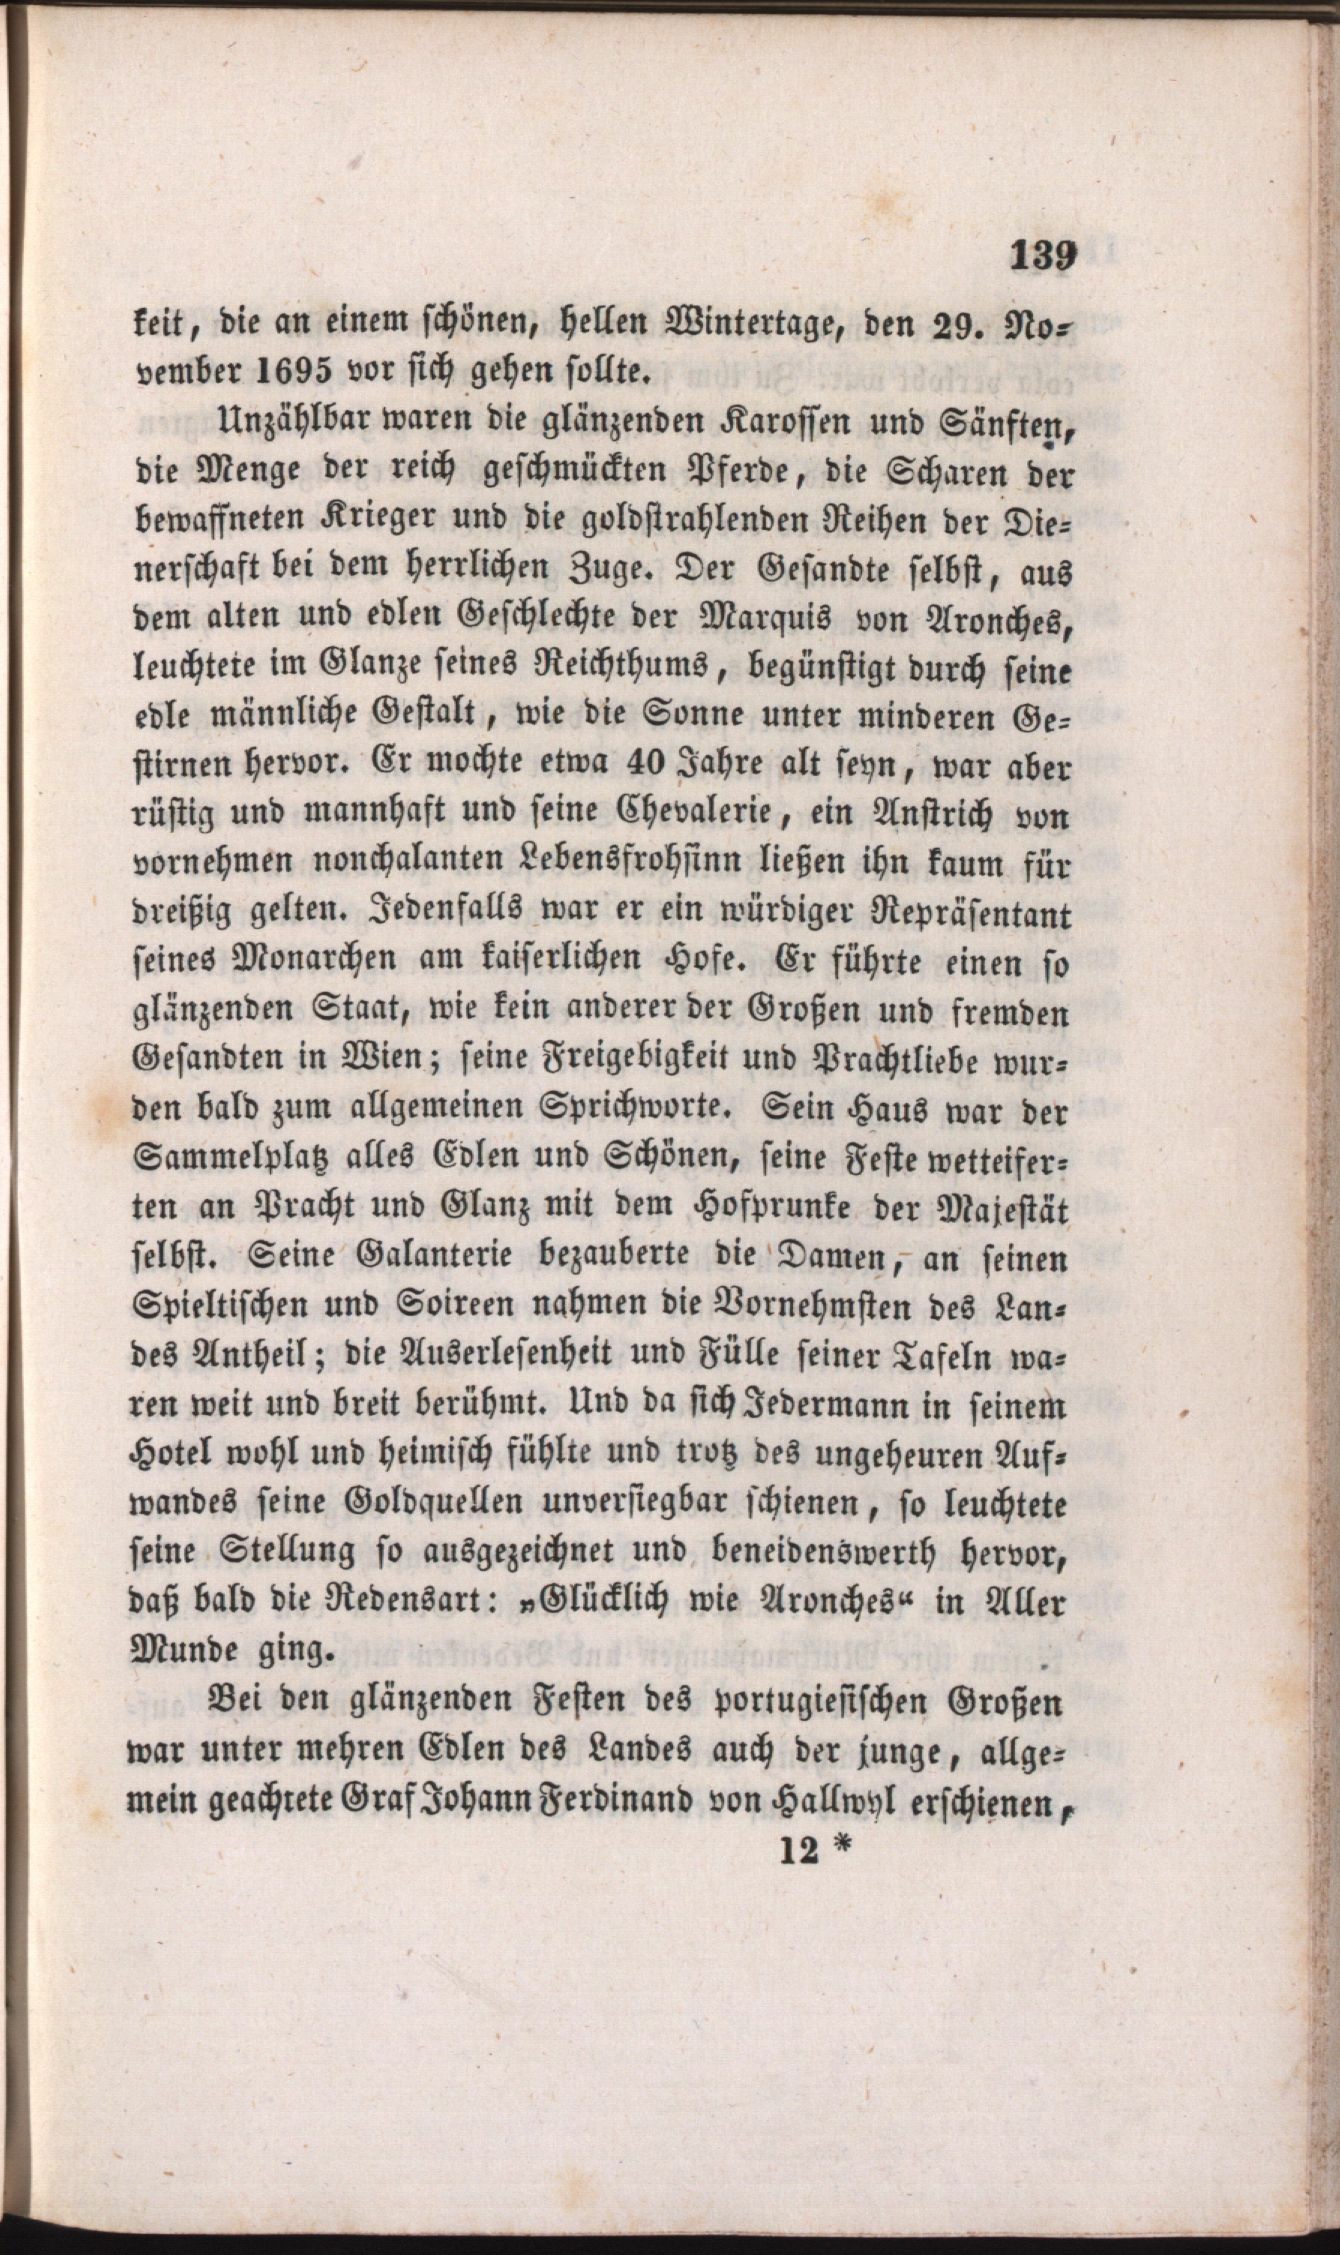 139
keit, die an einem schönen, hellen Wintertage, den 29. No-
vember 1695 vor sich gehen sollte.
Unzählbar waren die glänzenden Karossen und Sänften,
die Menge der reich geschmückten Pferde, die Scharen der
bewaffneten Krieger und die goldstrahlenden Reihen der Die-
nerschaft bei dem herrlichen Zuge. Der Gesandte selbst, aus
dem alten und edlen Geschlechte der Marquis von Aronches,
leuchtete im Glanze seines Reichthums, begünstigt durch seine
edle männliche Gestalt, wie die Sonne unter minderen Ge-
stirnen hervor. Er mochte etwa 40 Jahre alt seyn, war aber
rüstig und mannhaft und seine Chevalerie, ein Anstrich von
vornehmen nonchalanten Lebensfrohsinn ließen ihn kaum für
dreißig gelten. Jedenfalls war er ein würdiger Repräsentant
seines Monarchen am kaiserlichen Hofe. Er führte einen so
glänzenden Staat, wie kein anderer der Großen und fremden
Gesandten in Wien; seine Freigebigkeit und Prachtliebe wur-
den bald zum allgemeinen Sprichworte. Sein Haus war der
Sammelplatz alles Edlen und Schönen, seine Feste wetteifer-
ten an Pracht und Glanz mit dem Hofprunke der Majestät
selbst. Seine Galanterie bezauberte die Damen, an seinen
Spieltischen und Soireen nahmen die Vornehmsten des Lan-
des Antheil; die Auserlesenheit und Fülle seiner Tafeln wa-
ren weit und breit berühmt. Und da sich Jedermann in seinem
Hotel wohl und heimisch fühlte und trotz des ungeheuren Auf-
wandes seine Goldquellen unversiegbar schienen, so leuchtete
seine Stellung so ausgezeichnet und beneidenswerth hervor,
daß bald die Redensart: „Glücklich wie Aronches“ in Aller
Munde ging.
Bei den glänzenden Festen des portugiesischen Großen
war unter mehren Edlen des Landes auch der junge, allge-
mein geachtete Graf Johann Ferdinand von Hallwyl erschienen,
12 *